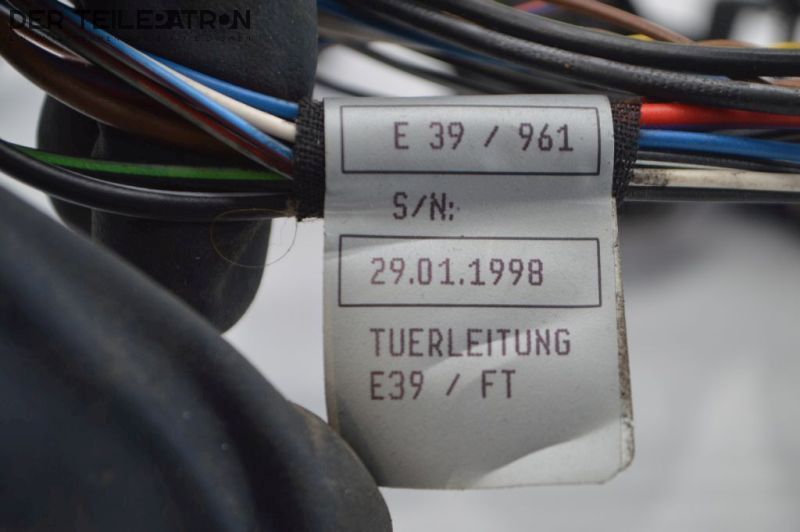 DER TEILEPATRON
E 39 / 961
S/N:
29.01.1998
TUERLEITUNG
E39 / FT